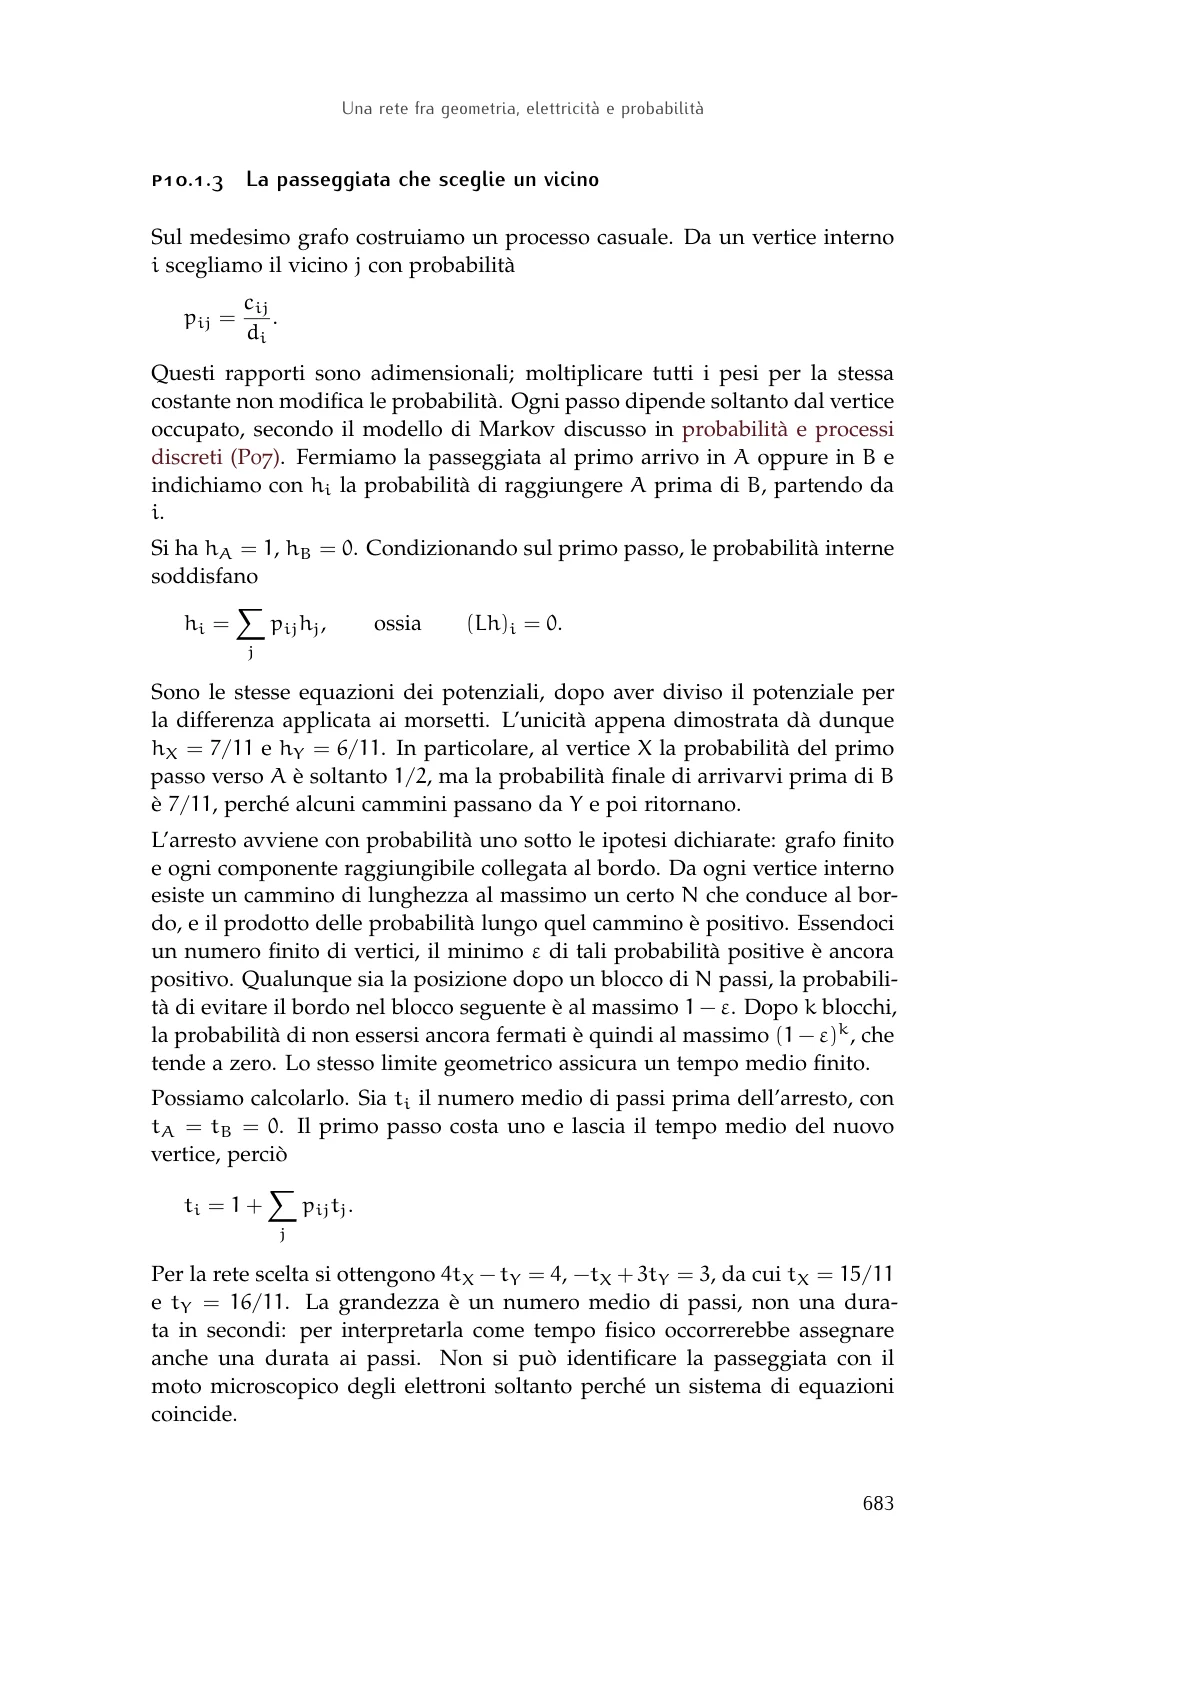 Una rete fra geometria, elettricità e probabilità
P10.1.3 La passeggiata che sceglie un vicino
Sul medesimo grafo costruiamo un processo casuale. Da un vertice interno
i scegliamo il vicino j con probabilità
p_ij = c_ij / d_i.
Questi rapporti sono adimensionali; moltiplicare tutti i pesi per la stessa
costante non modifica le probabilità. Ogni passo dipende soltanto dal vertice
occupato, secondo il modello di Markov discusso in probabilità e processi
discreti (P07). Fermiamo la passeggiata al primo arrivo in A oppure in B e
indichiamo con h_i la probabilità di raggiungere A prima di B, partendo da
i.
Si ha h_A = 1, h_B = 0. Condizionando sul primo passo, le probabilità interne
soddisfano
h_i = ∑_j p_ij h_j, ossia (Lh)_i = 0.
Sono le stesse equazioni dei potenziali, dopo aver diviso il potenziale per
la differenza applicata ai morsetti. L'unicità appena dimostrata dà dunque
h_X = 7/11 e h_Y = 6/11. In particolare, al vertice X la probabilità del primo
passo verso A è soltanto 1/2, ma la probabilità finale di arrivarvi prima di B
è 7/11, perché alcuni cammini passano da Y e poi ritornano.
L'arresto avviene con probabilità uno sotto le ipotesi dichiarate: grafo finito
e ogni componente raggiungibile collegata al bordo. Da ogni vertice interno
esiste un cammino di lunghezza al massimo un certo N che conduce al bor-
do, e il prodotto delle probabilità lungo quel cammino è positivo. Essendoci
un numero finito di vertici, il minimo ε di tali probabilità positive è ancora
positivo. Qualunque sia la posizione dopo un blocco di N passi, la probabili-
tà di evitare il bordo nel blocco seguente è al massimo 1 − ε. Dopo k blocchi,
la probabilità di non essersi ancora fermati è quindi al massimo (1 − ε)^k, che
tende a zero. Lo stesso limite geometrico assicura un tempo medio finito.
Possiamo calcolarlo. Sia t_i il numero medio di passi prima dell'arresto, con
t_A = t_B = 0. Il primo passo costa uno e lascia il tempo medio del nuovo
vertice, perciò
t_i = 1 + ∑_j p_ij t_j.
Per la rete scelta si ottengono 4t_X − t_Y = 4, −t_X + 3t_Y = 3, da cui t_X = 15/11
e t_Y = 16/11. La grandezza è un numero medio di passi, non una dura-
ta in secondi: per interpretarla come tempo fisico occorrerebbe assegnare
anche una durata ai passi. Non si può identificare la passeggiata con il
moto microscopico degli elettroni soltanto perché un sistema di equazioni
coincide.
683